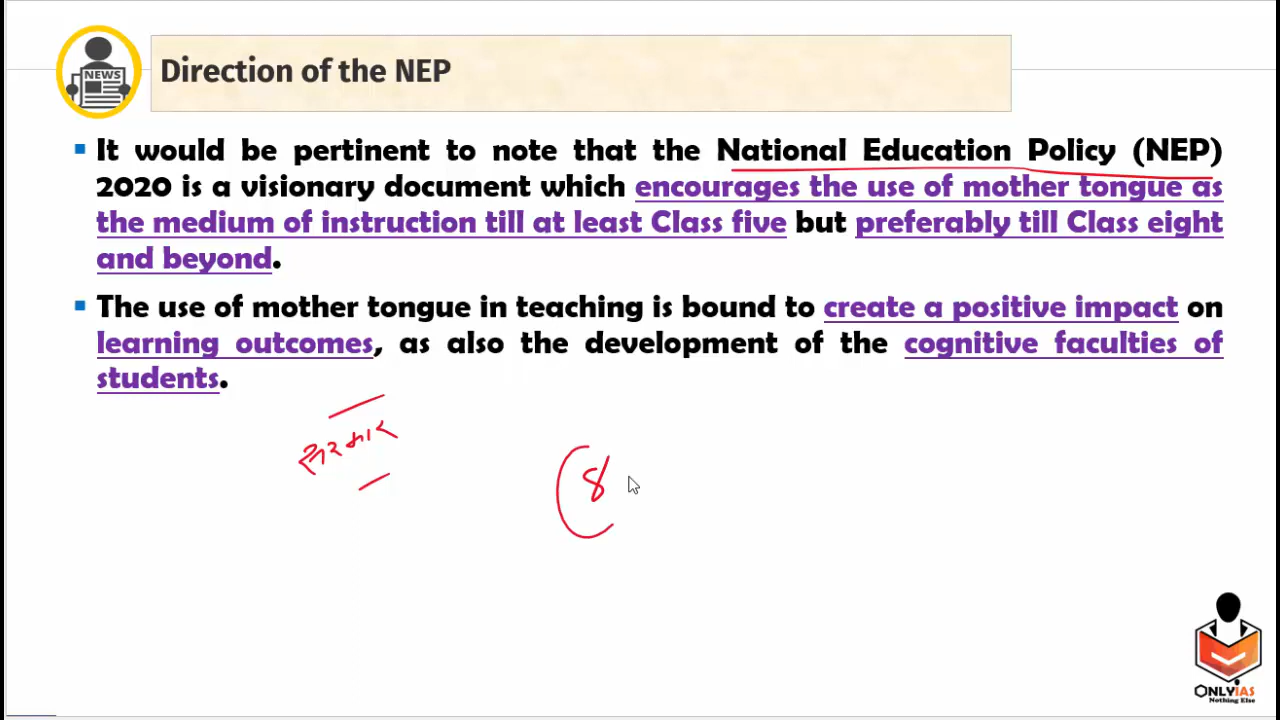 NEWS
Direction of the NEP
It would be pertinent to note that the National Education Policy (NEP)
2020 is a visionary document which encourages the use of mother tongue as
the medium of instruction till at least Class five but preferably till Class eight
and beyond.
The use of mother tongue in teaching is bound to create a positive impact on
learning outcomes, as also the development of the cognitive faculties of
students.
8
ONLYIAS
Nothing Else